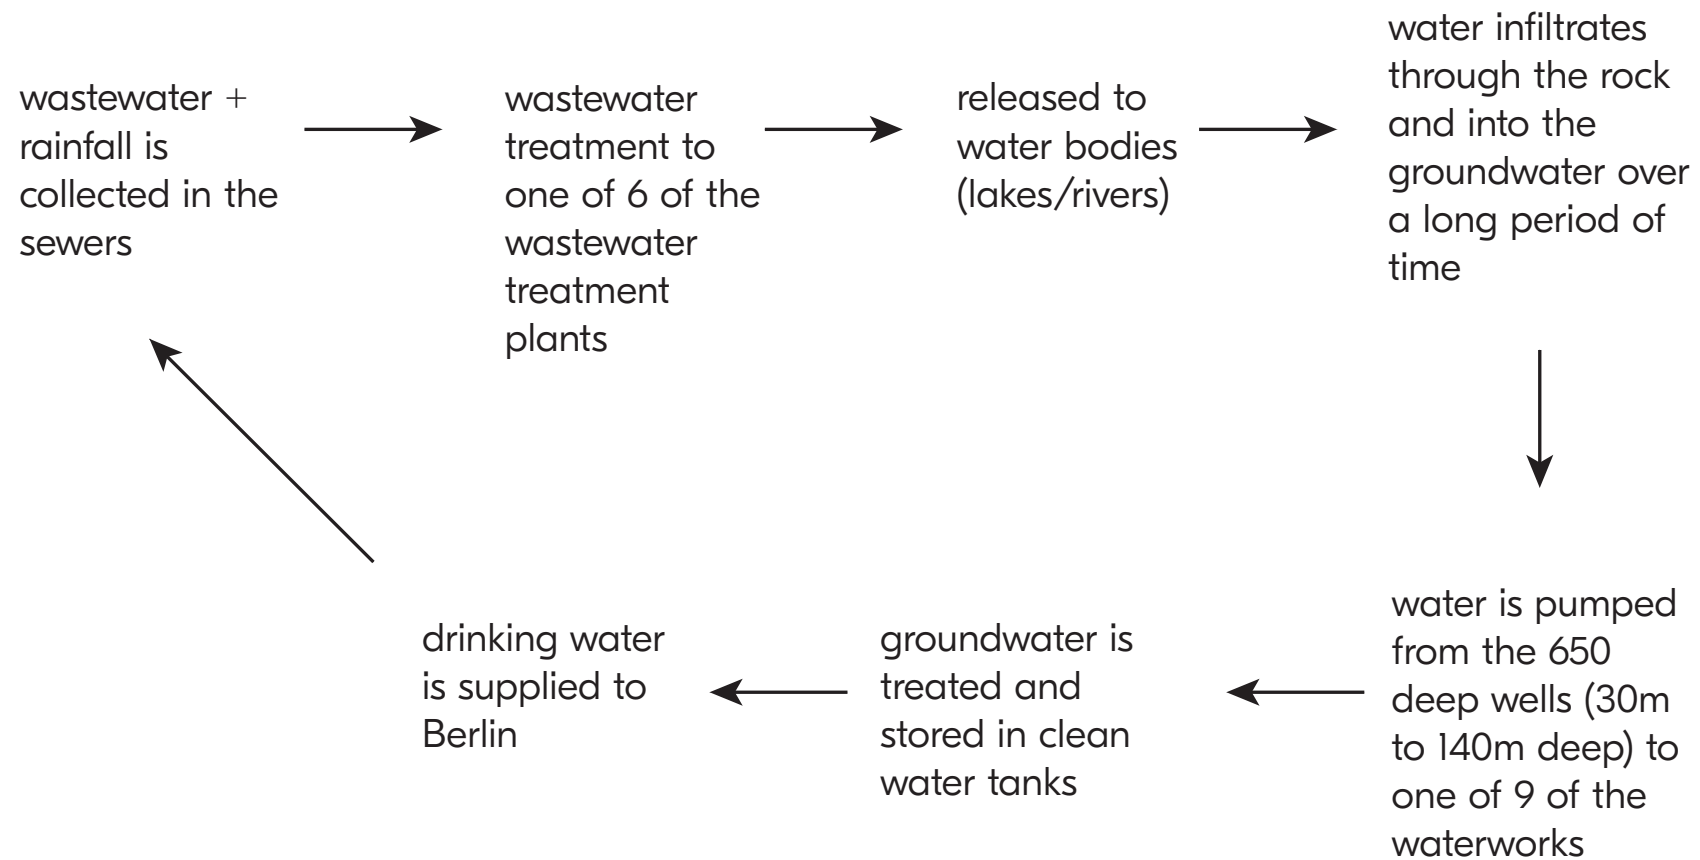 wastewater +
rainfall is
collected in the
sewers
wastewater
treatment to
one of 6 of the
wastewater
treatment
plants
released to
water bodies
(lakes/rivers)
water infiltrates
through the rock
and into the
groundwater over
a long period of
time
water is pumped
from the 650
deep wells (30m
to 140m deep) to
one of 9 of the
waterworks
groundwater is
treated and
stored in clean
water tanks
drinking water
is supplied to
Berlin